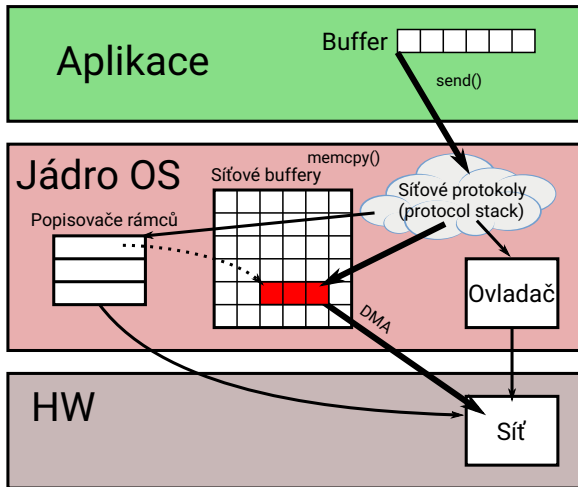 Aplikace
Buffer
send()
Jádro OS
memcpy()
Síťové buffery
Síťové protokoly
(protocol stack)
Popisovače rámců
Ovladač
DMA
HW
Síť